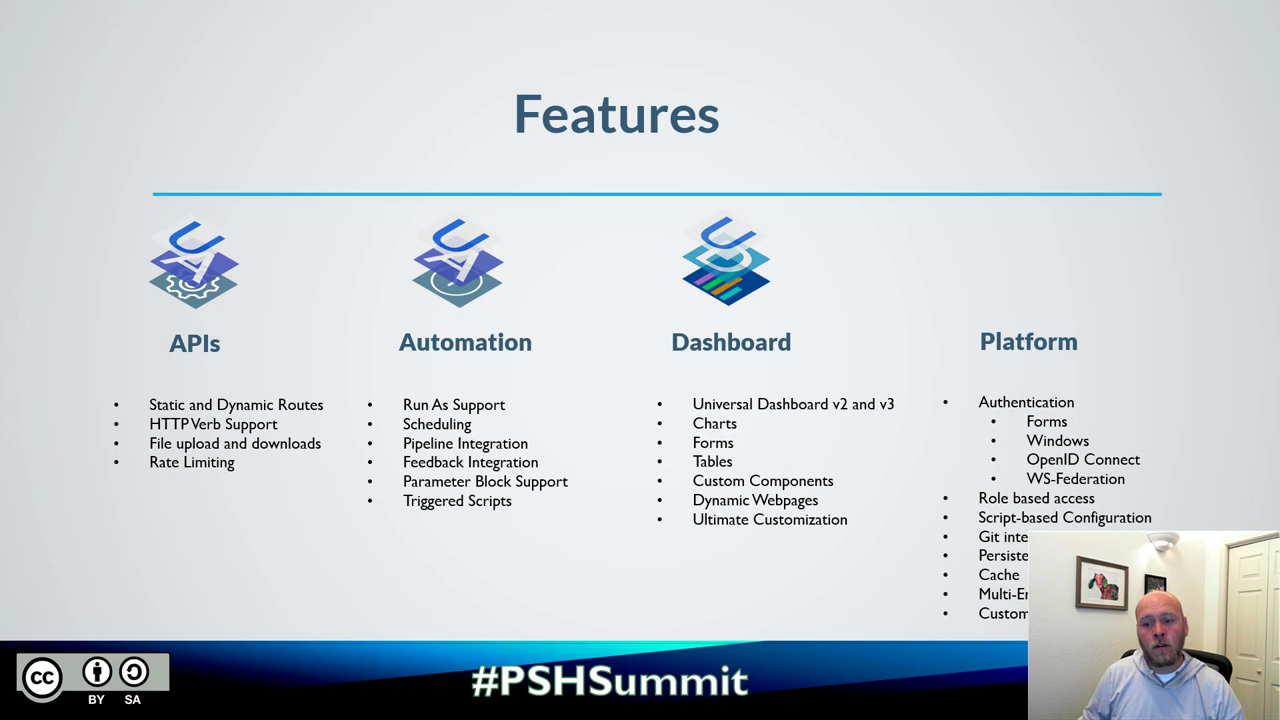 Features
APIs
Static and Dynamic Routes
HTTP Verb Support
File upload and downloads
Rate Limiting
Automation
Run As Support
Scheduling
Pipeline Integration
Feedback Integration
Parameter Block Support
Triggered Scripts
Dashboard
Universal Dashboard v2 and v3
Charts
Forms
Tables
Custom Components
Dynamic Webpages
Ultimate Customization
Platform
Authentication
Forms
Windows
OpenID Connect
WS-Federation
Role based access
Script-based Configuration
Git
Cache
#PSHSummit
CC
BY SA